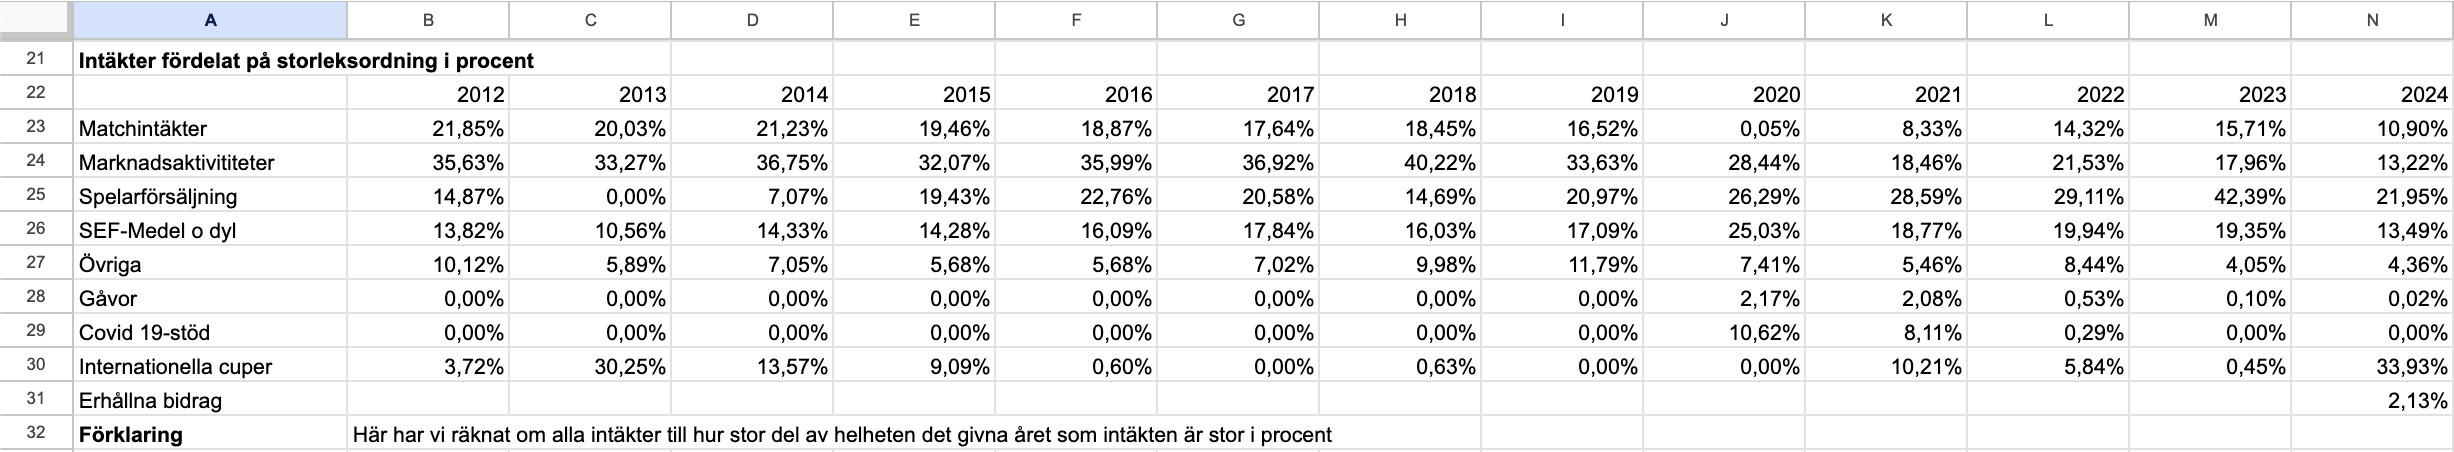 A B C D E F G H I J K L M N
21 Intäkter fördelat på storleksordning i procent
22 2012 2013 2014 2015 2016 2017 2018 2019 2020 2021 2022 2023 2024
23 Matchintäkter 21,85% 20,03% 21,23% 19,46% 18,87% 17,64% 18,45% 16,52% 0,05% 8,33% 14,32% 15,71% 10,90%
24 Marknadsaktivititeter 35,63% 33,27% 36,75% 32,07% 35,99% 36,92% 40,22% 33,63% 28,44% 18,46% 21,53% 17,96% 13,22%
25 Spelarförsäljning 14,87% 0,00% 7,07% 19,43% 22,76% 20,58% 14,69% 20,97% 26,29% 28,59% 29,11% 42,39% 21,95%
26 SEF-Medel o dyl 13,82% 10,56% 14,33% 14,28% 16,09% 17,84% 16,03% 17,09% 25,03% 18,77% 19,94% 19,35% 13,49%
27 Övriga 10,12% 5,89% 7,05% 5,68% 5,68% 7,02% 9,98% 11,79% 7,41% 5,46% 8,44% 4,05% 4,36%
28 Gåvor 0,00% 0,00% 0,00% 0,00% 0,00% 0,00% 0,00% 0,00% 2,17% 2,08% 0,53% 0,10% 0,02%
29 Covid 19-stöd 0,00% 0,00% 0,00% 0,00% 0,00% 0,00% 0,00% 0,00% 10,62% 8,11% 0,29% 0,00% 0,00%
30 Internationella cuper 3,72% 30,25% 13,57% 9,09% 0,60% 0,00% 0,63% 0,00% 0,00% 10,21% 5,84% 0,45% 33,93%
31 Erhållna bidrag 2,13%
32 Förklaring Här har vi räknat om alla intäkter till hur stor del av helheten det givna året som intäkten är stor i procent